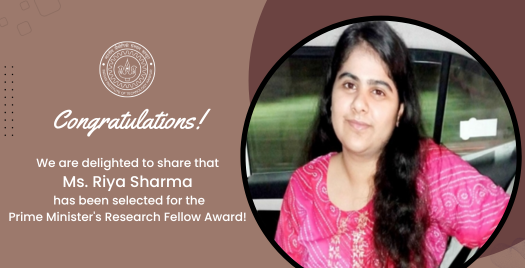 Congratulations!
We are delighted to share that
Ms. Riya Sharma
has been selected for the
Prime Minister's Research Fellow Award!